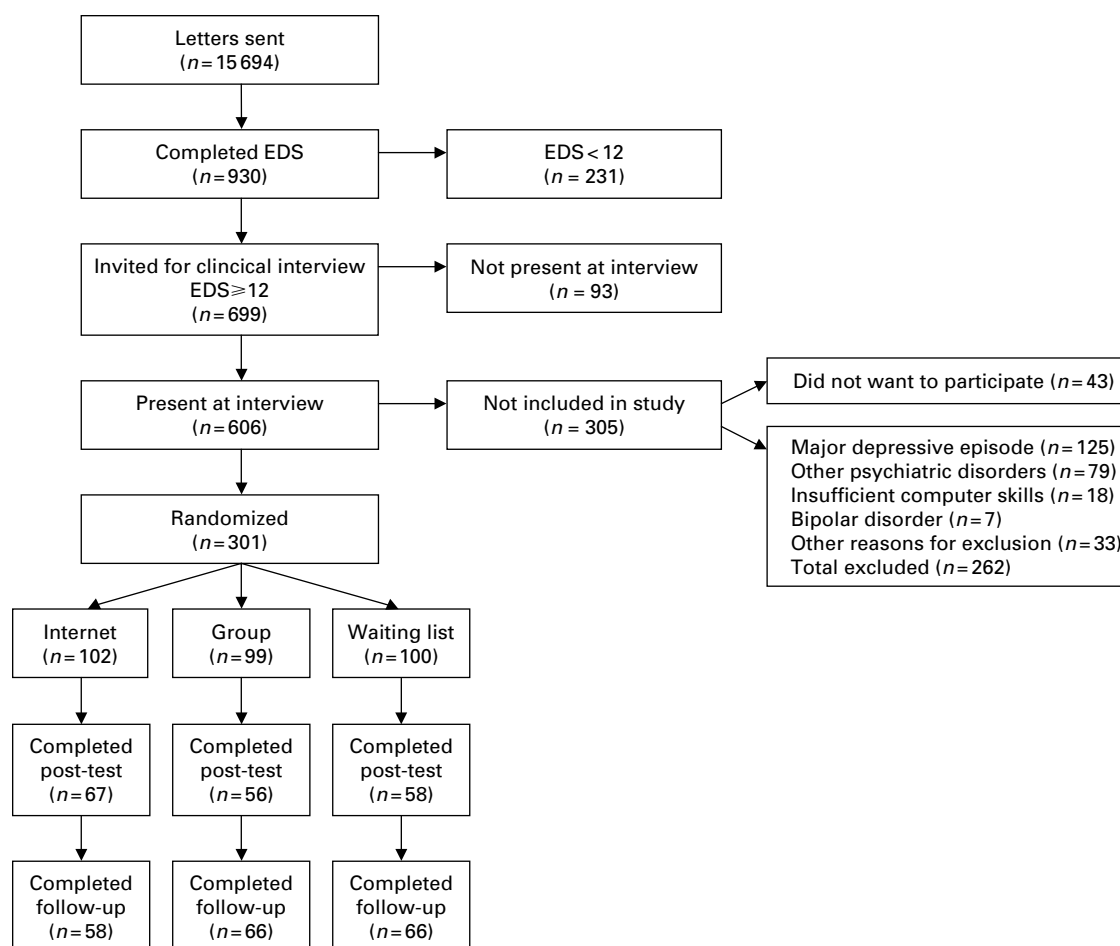 Letters sent
(n=15 694)
Completed EDS
(n=930)
EDS<12
(n = 231)
Invited for clincical interview
EDS⩾12
(n=699)
Not present at interview
(n = 93)
Present at interview
(n=606)
Not included in study
(n = 305)
Did not want to participate (n=43)
Major depressive episode (n=125)
Other psychiatric disorders (n=79)
Insufficient computer skills (n=18)
Bipolar disorder (n=7)
Other reasons for exclusion (n=33)
Total excluded (n=262)
Randomized
(n=301)
Internet
(n=102)
Group
(n=99)
Waiting list
(n=100)
Completed
post-test
(n=67)
Completed
post-test
(n=56)
Completed
post-test
(n=58)
Completed
follow-up
(n=58)
Completed
follow-up
(n=66)
Completed
follow-up
(n=66)